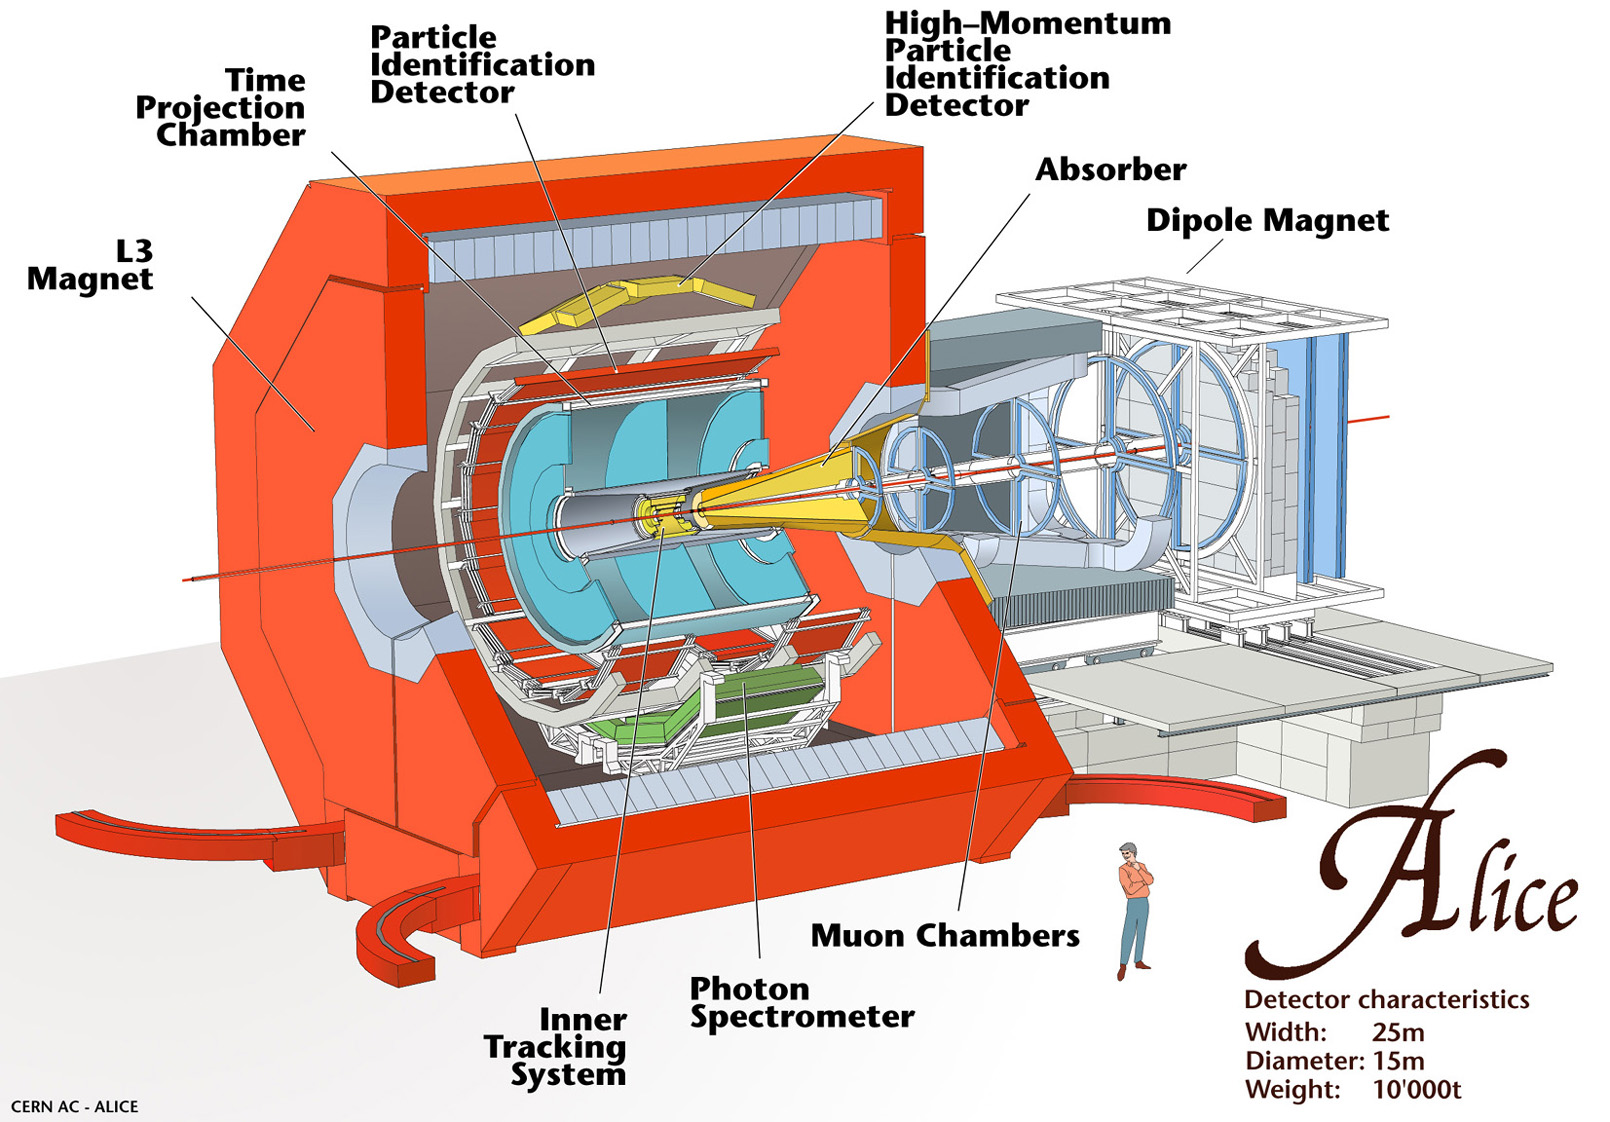 Particle
Identification
Detector
High–Momentum
Particle
Identification
Detector
Time
Projection
Chamber
Absorber
Dipole Magnet
L3
Magnet
Muon Chambers
Photon
Spectrometer
Inner
Tracking
System
Alice
Detector characteristics
Width: 25m
Diameter: 15m
Weight: 10'000t
CERN AC - ALICE